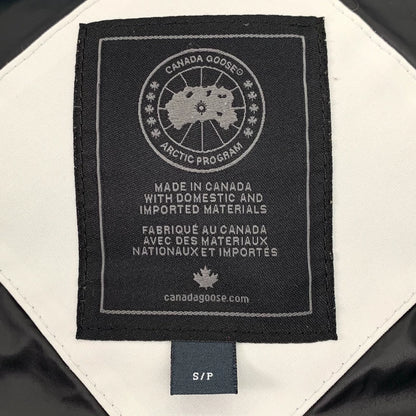 CANADA GOOSE®
ARCTIC PROGRAM
MADE IN CANADA
WITH DOMESTIC AND
IMPORTED MATERIALS
FABRIQUÉ AU CANADA
AVEC DES MATERIAUX
NATIONAUX ET IMPORTÉS
canadagoose.com
S/P